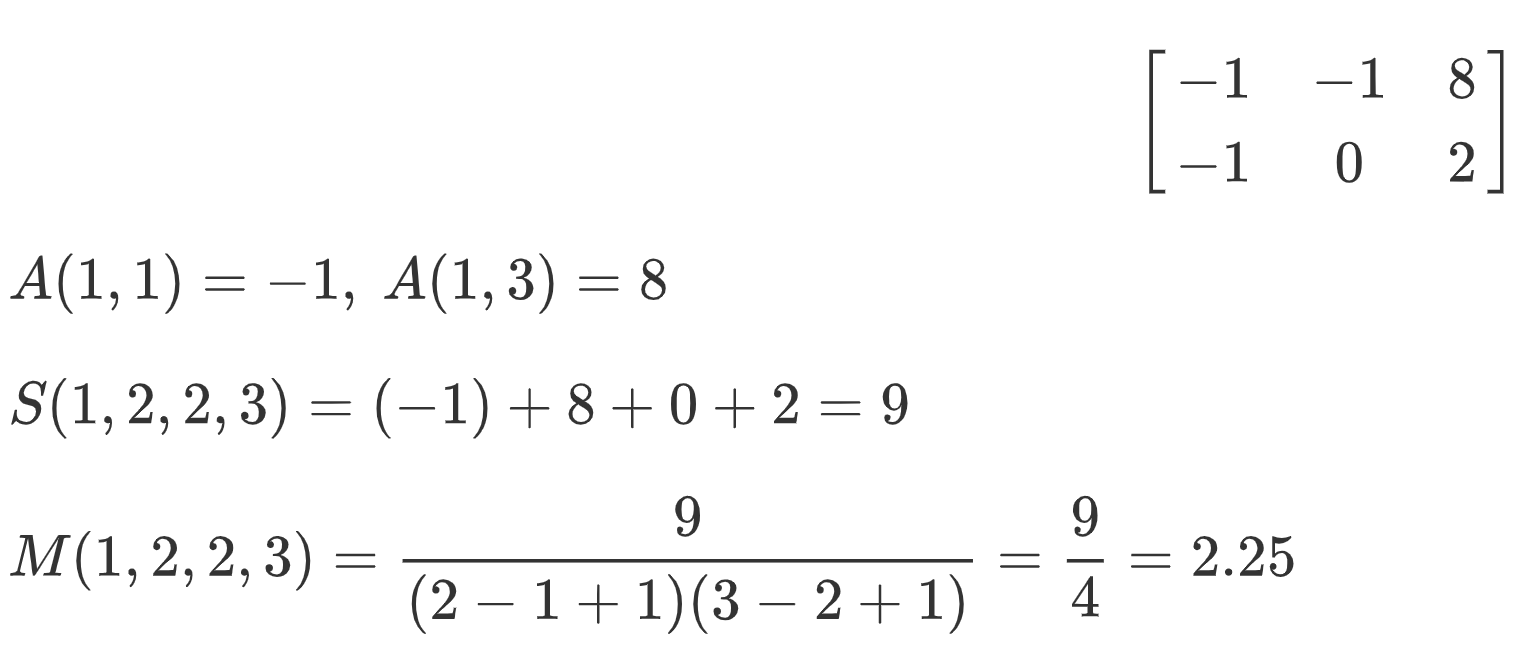 [ −1 −1 8 ]
[ −1 0 2 ]
A(1, 1) = −1, A(1, 3) = 8
S(1, 2, 2, 3) = (−1) + 8 + 0 + 2 = 9
M(1, 2, 2, 3) = 9 / (2 − 1 + 1)(3 − 2 + 1) = 9 / 4 = 2.25